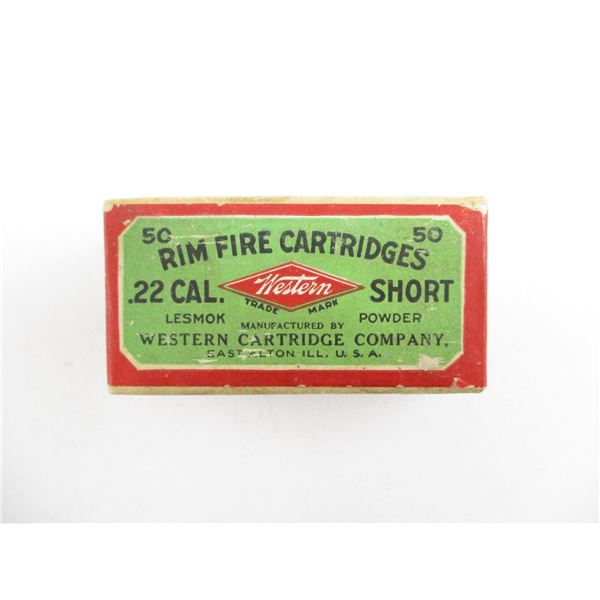 50 50
RIM FIRE CARTRIDGES
.22 CAL. Western SHORT
TRADE MARK
LESMOK POWDER
MANUFACTURED BY
WESTERN CARTRIDGE COMPANY,
EAST ALTON, ILL., U. S. A.